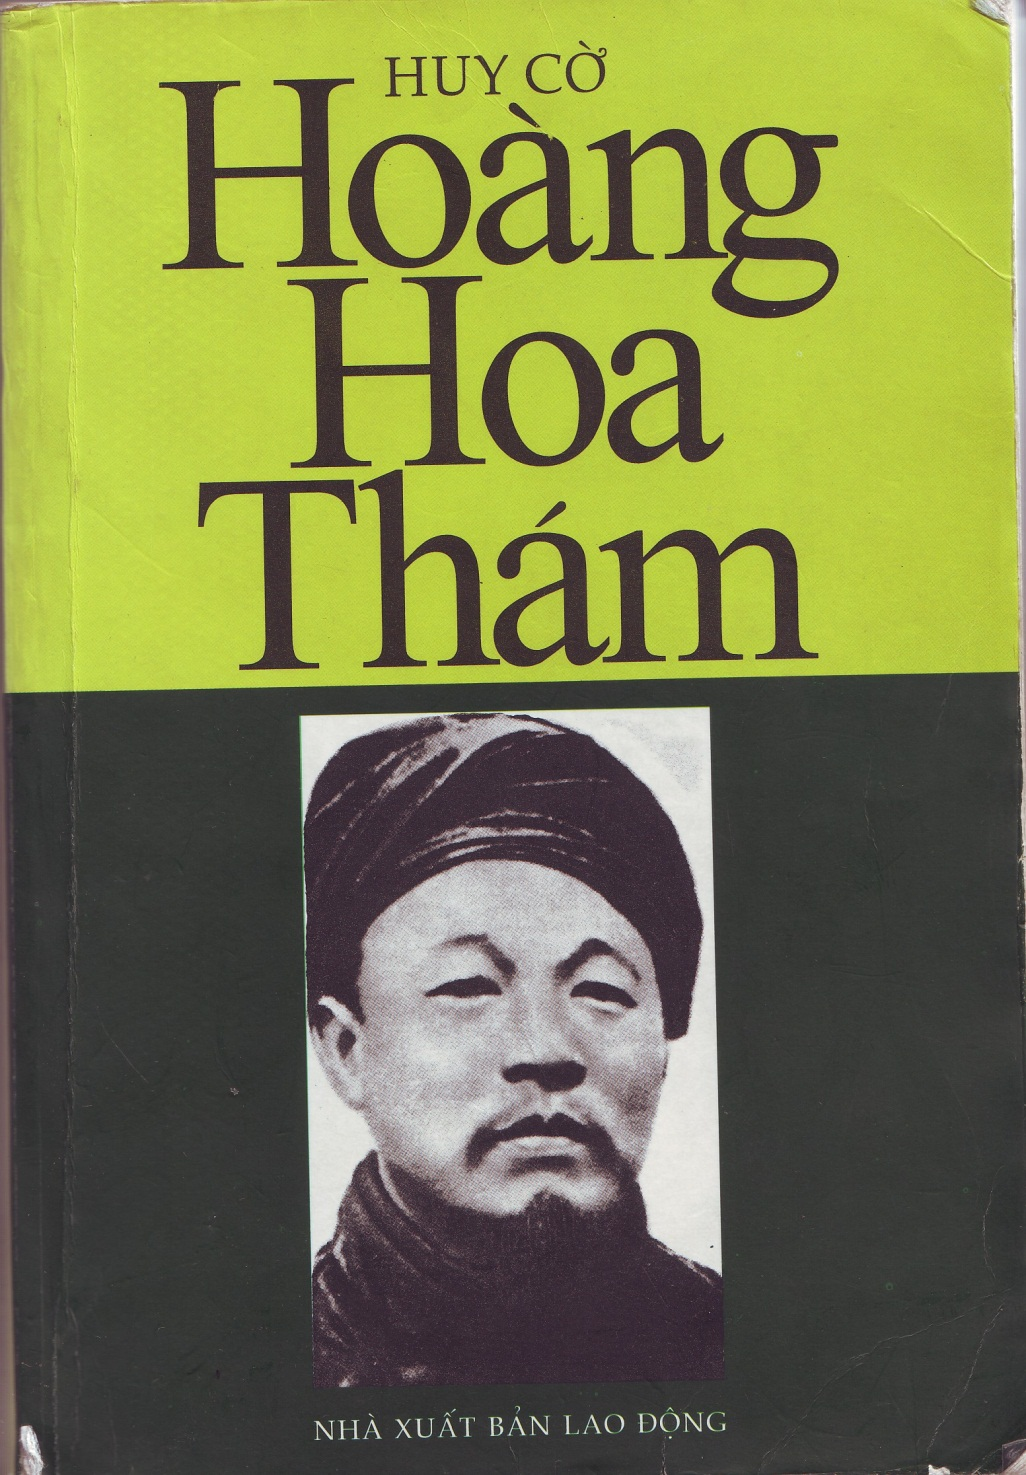 HUY CỜ
Hoàng
Hoa
Thám
NHÀ XUẤT BẢN LAO ĐỘNG